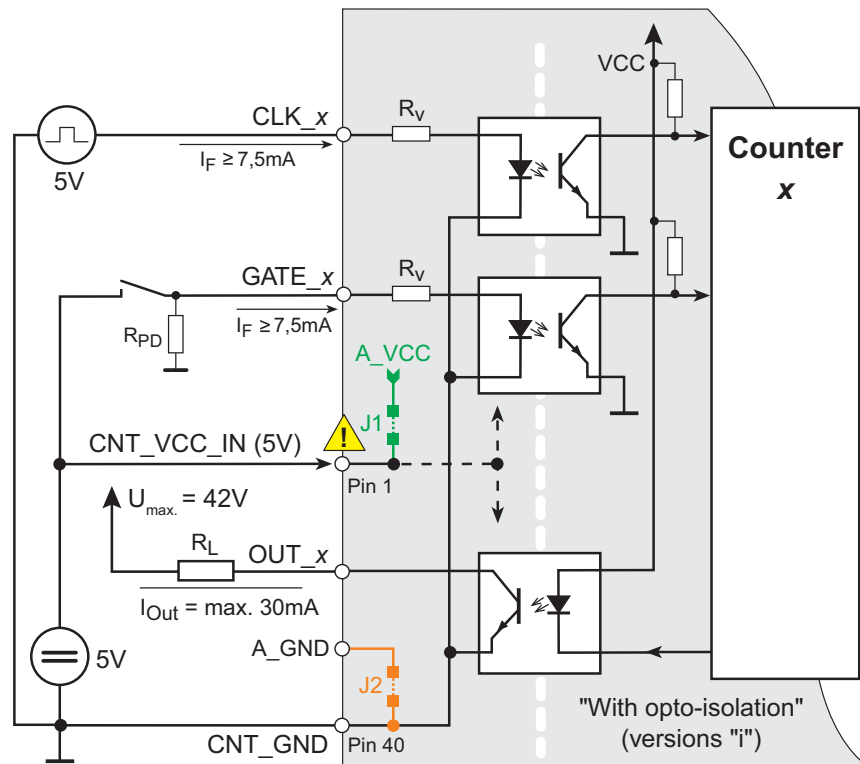 VCC
CLK_x
Rv
IF ≥ 7,5mA
5V
Counter
x
GATE_x
Rv
RPD
IF ≥ 7,5mA
A_VCC
J1
!
CNT_VCC_IN (5V)
Pin 1
Umax. = 42V
RL
OUT_x
IOut = max. 30mA
A_GND
5V
J2
"With opto-isolation"
(versions "i")
CNT_GND
Pin 40